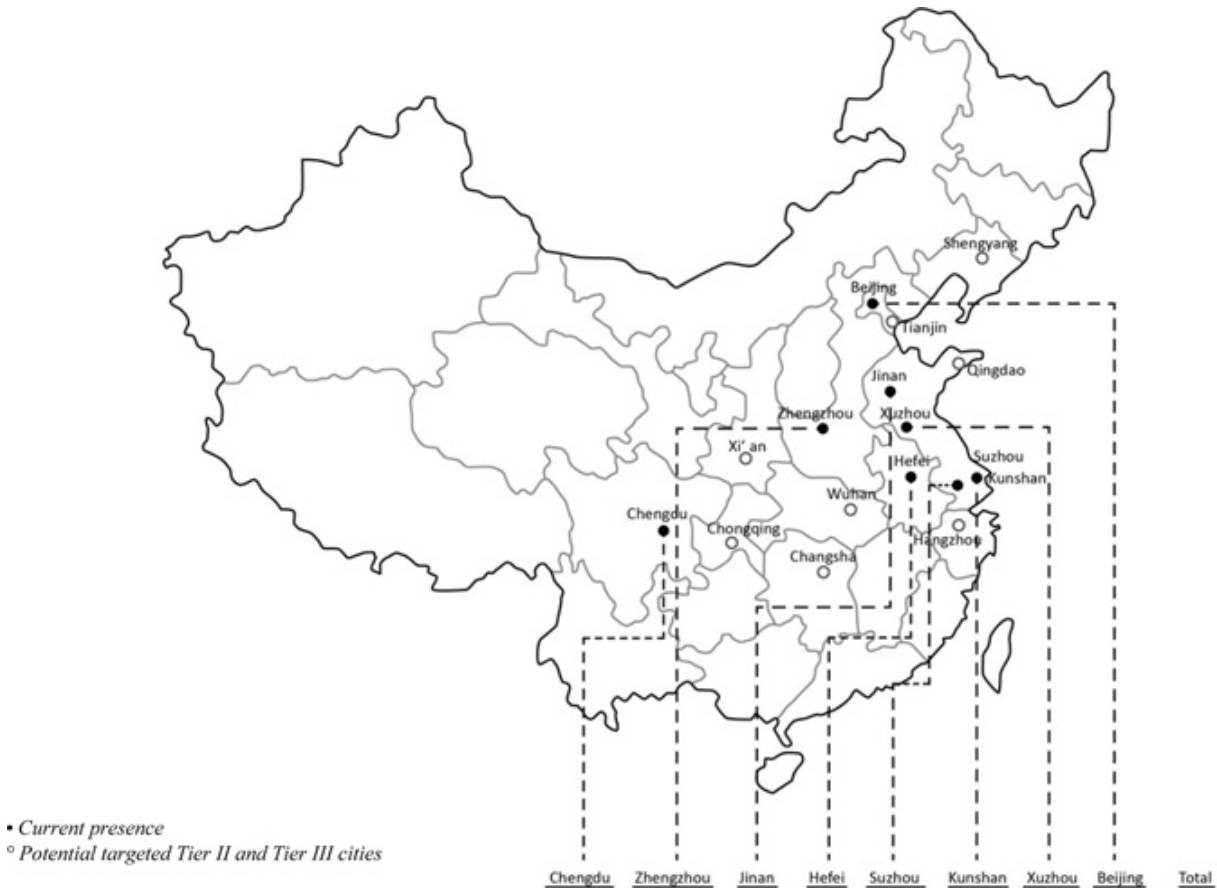 Shengyang
Beijing
Tianjin
Qingdao
Jinan
Zhengzhou
Xuzhou
Xi' an
Hefei
Suzhou
Kunshan
Wuhan
Chengdu
Chongqing
Hangzhou
Changsha
• Current presence
° Potential targeted Tier II and Tier III cities
Chengdu Zhengzhou Jinan Hefei Suzhou Kunshan Xuzhou Beijing Total